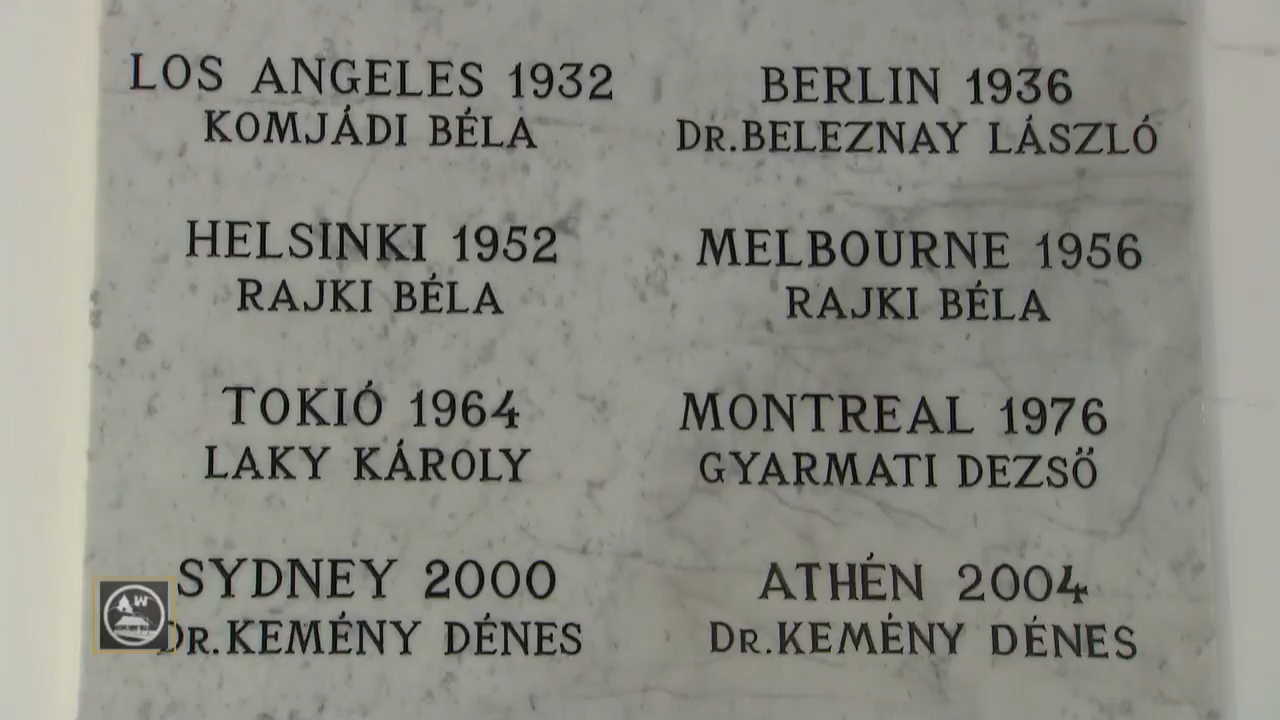 LOS ANGELES 1932
KOMJÁDI BÉLA
BERLIN 1936
DR.BELEZNAY LÁSZLÓ
HELSINKI 1952
RAJKI BÉLA
MELBOURNE 1956
RAJKI BÉLA
TOKIÓ 1964
LAKY KÁROLY
MONTREAL 1976
GYARMATI DEZSŐ
SYDNEY 2000
DR.KEMÉNY DÉNES
ATHÉN 2004
DR.KEMÉNY DÉNES
AW